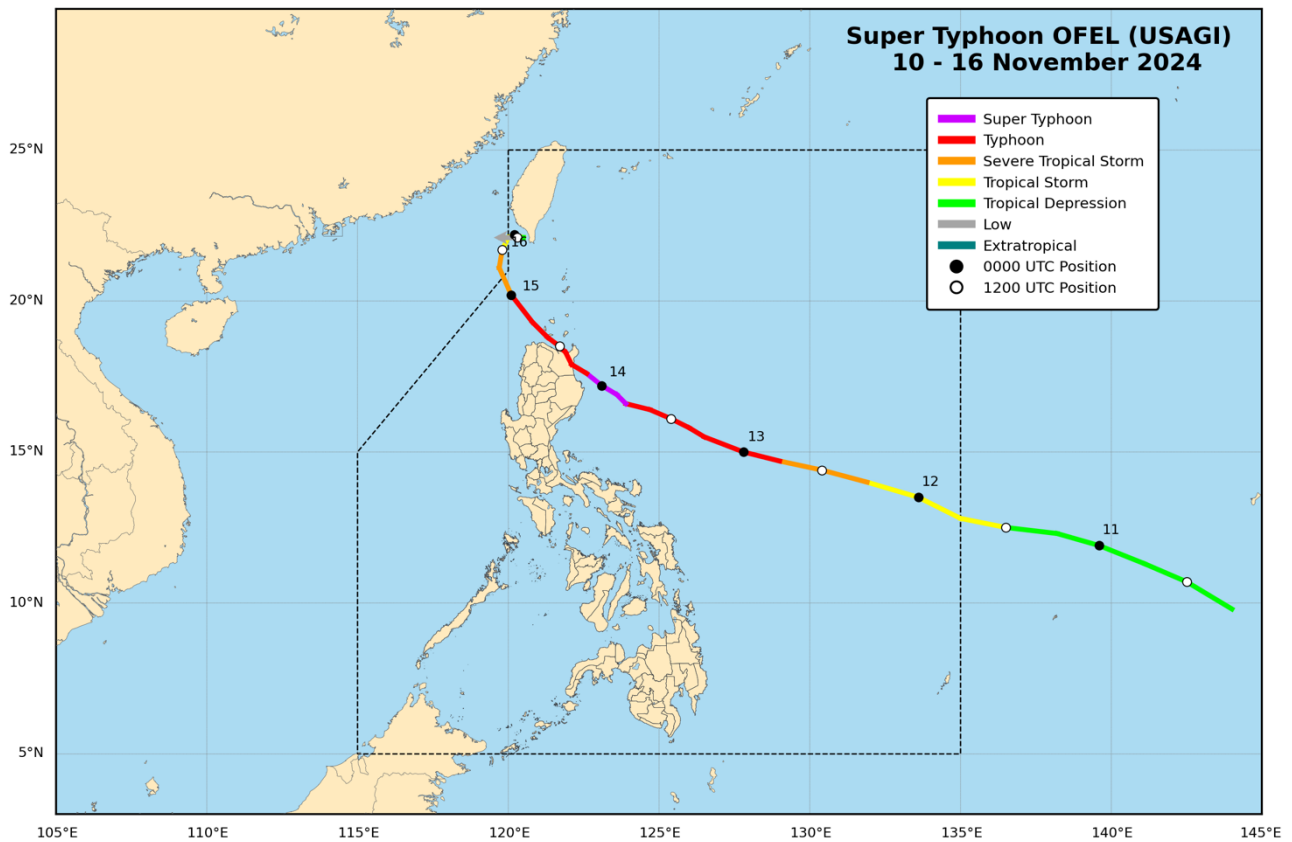 Super Typhoon OFEL (USAGI)
10 - 16 November 2024
Super Typhoon
Typhoon
Severe Tropical Storm
Tropical Storm
Tropical Depression
Low
Extratropical
0000 UTC Position
1200 UTC Position
25°N
20°N
15°N
10°N
5°N
16
15
14
13
12
11
105°E 110°E 115°E 120°E 125°E 130°E 135°E 140°E 145°E